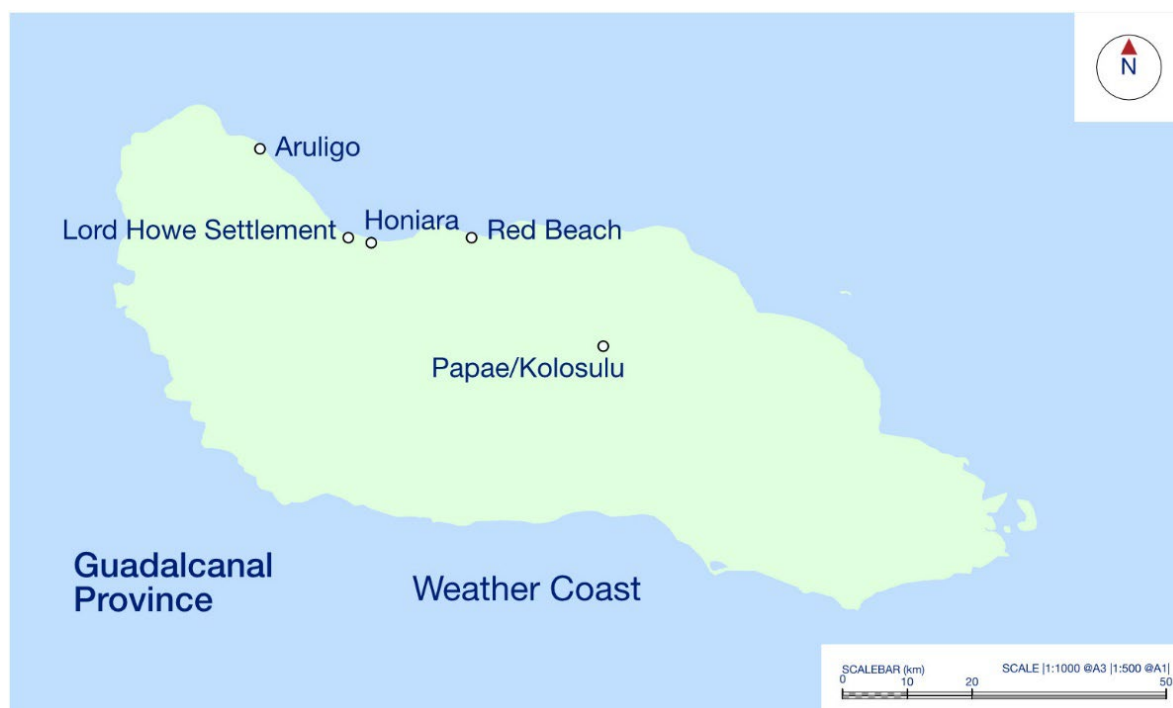 N
Aruligo
Honiara
Lord Howe Settlement
Red Beach
Papae/Kolosulu
Guadalcanal
Province
Weather Coast
SCALEBAR (km) SCALE |1:1000 @A3 |1:500 @A1|
0 10 20 50